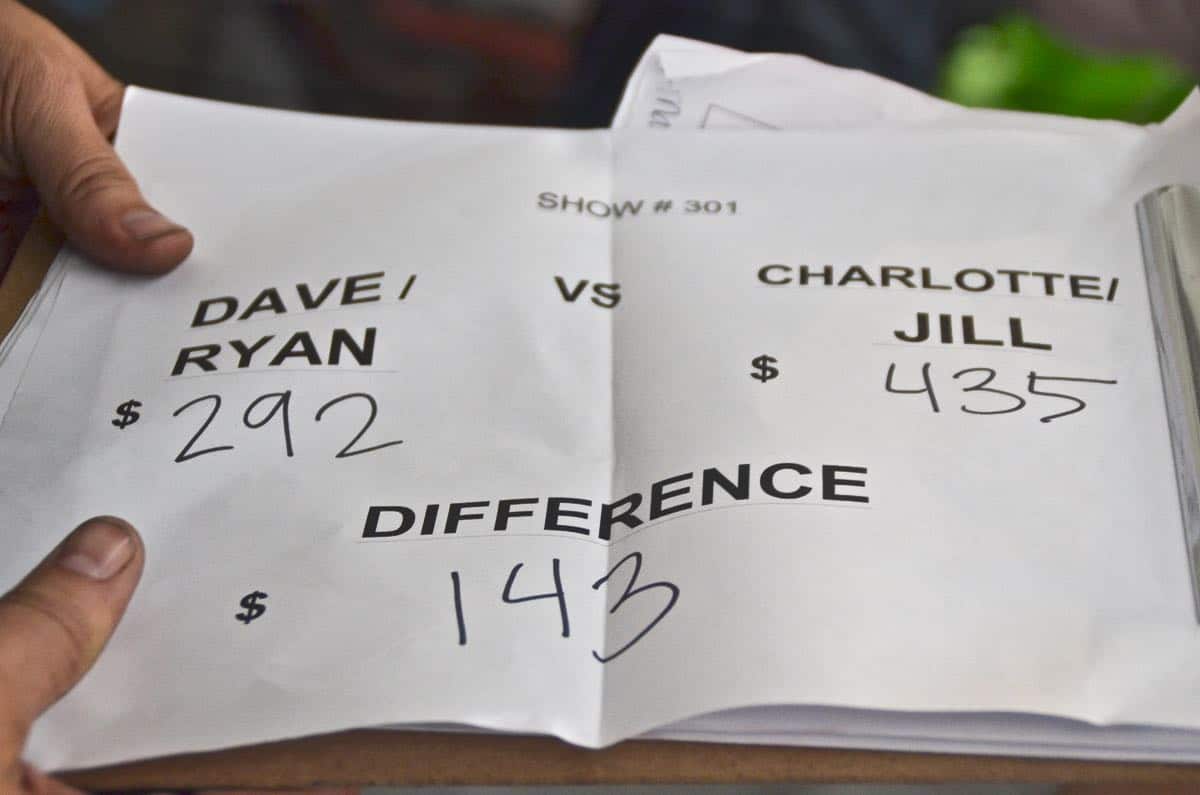 SHOW # 301
DAVE / VS CHARLOTTE/
RYAN JILL
$ 292 $ 435
DIFFERENCE
$ 143